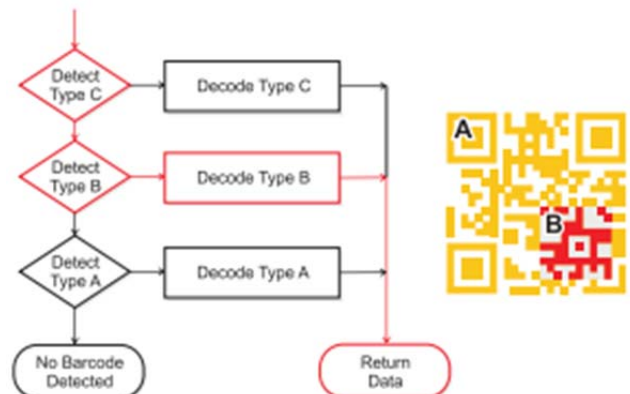 Detect
Type C
Decode Type C
Detect
Type B
Decode Type B
Detect
Type A
Decode Type A
No Barcode
Detected
Return
Data
A
B